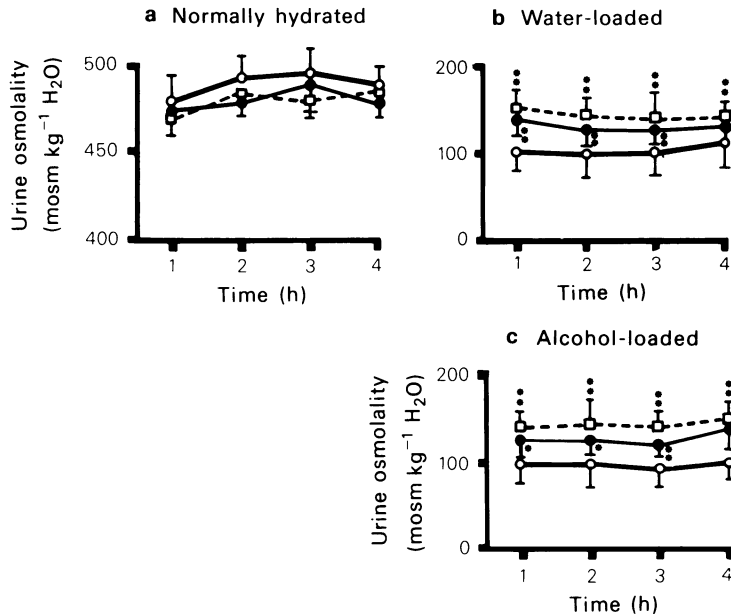 a Normally hydrated
Urine osmolality
(mosm kg⁻¹ H₂O)
500
450
400
1 2 3 4
Time (h)
b Water-loaded
200
100
0
1 2 3 4
Time (h)
c Alcohol-loaded
Urine osmolality
(mosm kg⁻¹ H₂O)
200
100
0
1 2 3 4
Time (h)